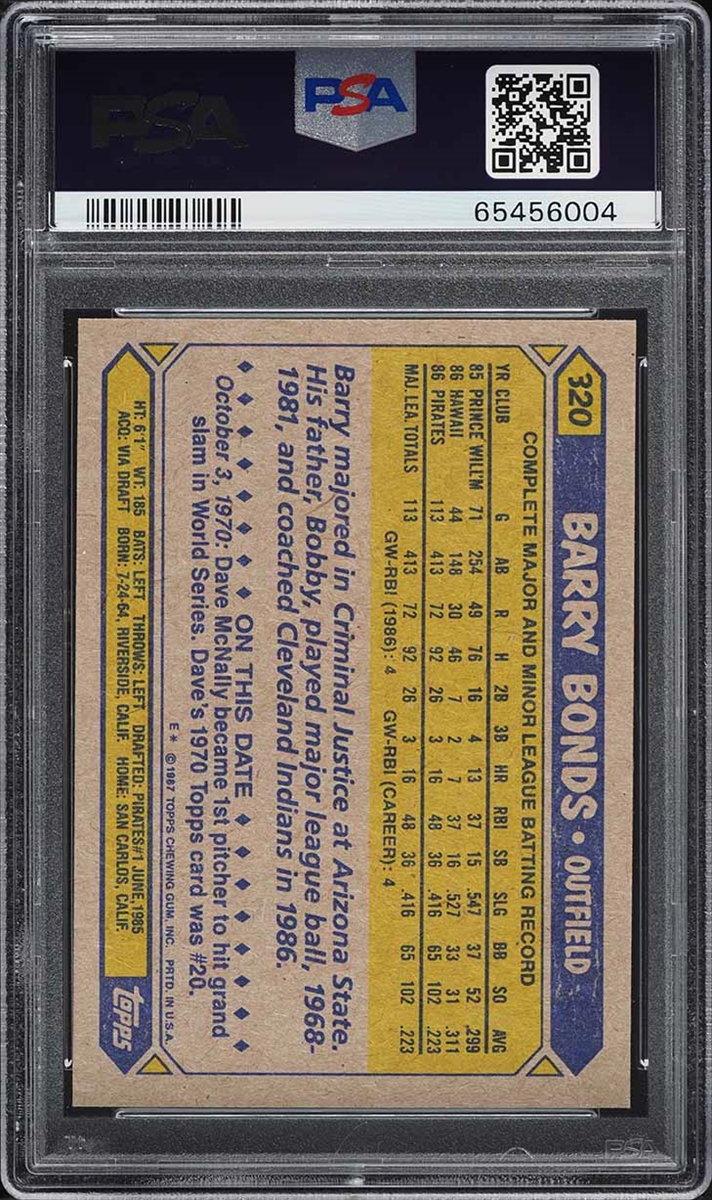 PSA
PSA
65456004
320 BARRY BONDS • OUTFIELD
COMPLETE MAJOR AND MINOR LEAGUE BATTING RECORD
YR CLUB G AB R H 2B 3B HR RBI SB SLG BB SO AVG
85 PRINCE WILL'M 71 254 49 76 16 4 13 37 15 .547 37 52 .299
86 HAWAII 44 148 30 46 7 2 7 37 16 .527 33 31 .311
86 PIRATES 113 413 72 92 26 3 16 48 36 .416 65 102 .223
MAJ. LEA. TOTALS 113 413 72 92 26 3 16 48 36 .416 65 102 .223
GW-RBI (1986): 4 GW-RBI (CAREER): 4
Barry majored in Criminal Justice at Arizona State.
His father, Bobby, played major league ball, 1968-
1981, and coached Cleveland Indians in 1986.
ON THIS DATE
October 3, 1970: Dave McNally became 1st pitcher to hit grand
slam in World Series. Dave's 1970 Topps card was #20.
E* ©1987 TOPPS CHEWING GUM, INC. PRTD. IN U.S.A.
HT: 6'1" WT: 185 BATS: LEFT THROWS: LEFT DRAFTED: PIRATES #1 JUNE, 1985
ACQ: VIA DRAFT BORN: 7-24-64, RIVERSIDE, CALIF. HOME: SAN CARLOS, CALIF.
topps
PSA